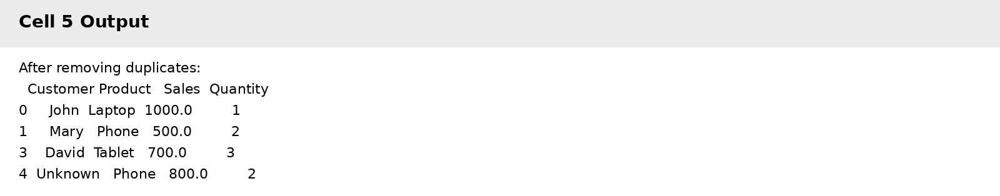 Cell 5 Output
After removing duplicates:
  Customer Product   Sales  Quantity
0     John  Laptop  1000.0         1
1     Mary   Phone   500.0         2
3    David  Tablet   700.0         3
4  Unknown   Phone   800.0         2